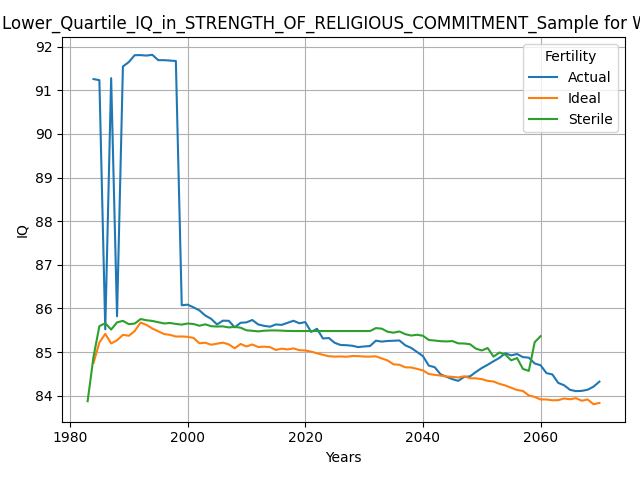 Lower_Quartile_IQ_in_STRENGTH_OF_RELIGIOUS_COMMITMENT_Sample for W
Fertility
Actual
Ideal
Sterile
92
91
90
89
88
87
86
85
84
IQ
1980
2000
2020
2040
2060
Years